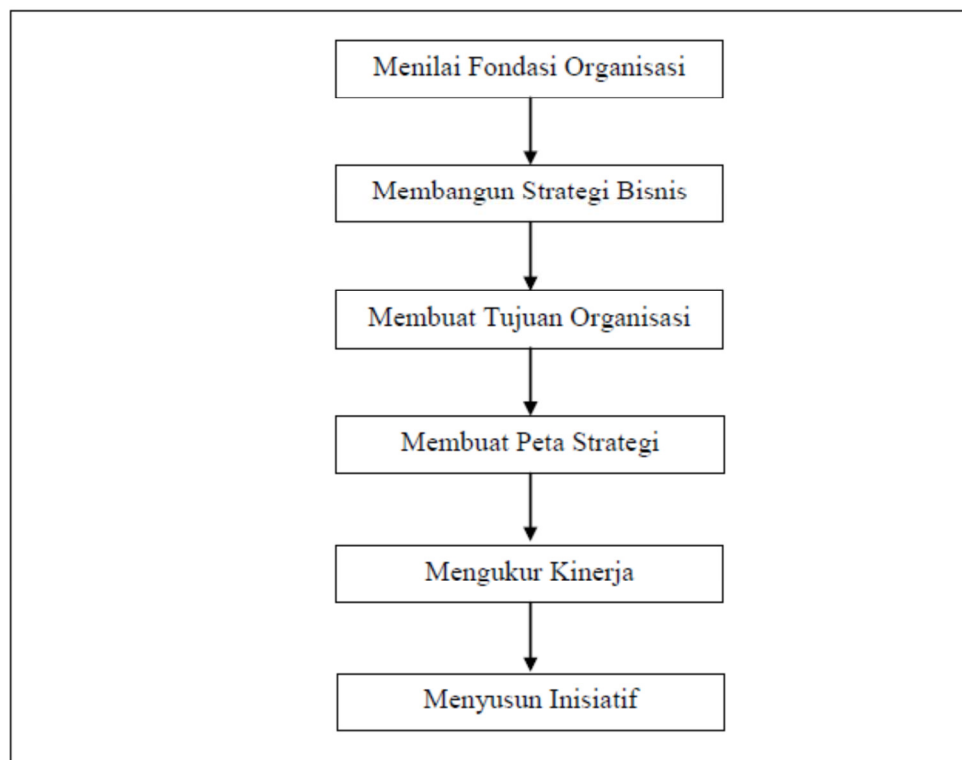 Menilai Fondasi Organisasi
Membangun Strategi Bisnis
Membuat Tujuan Organisasi
Membuat Peta Strategi
Mengukur Kinerja
Menyusun Inisiatif